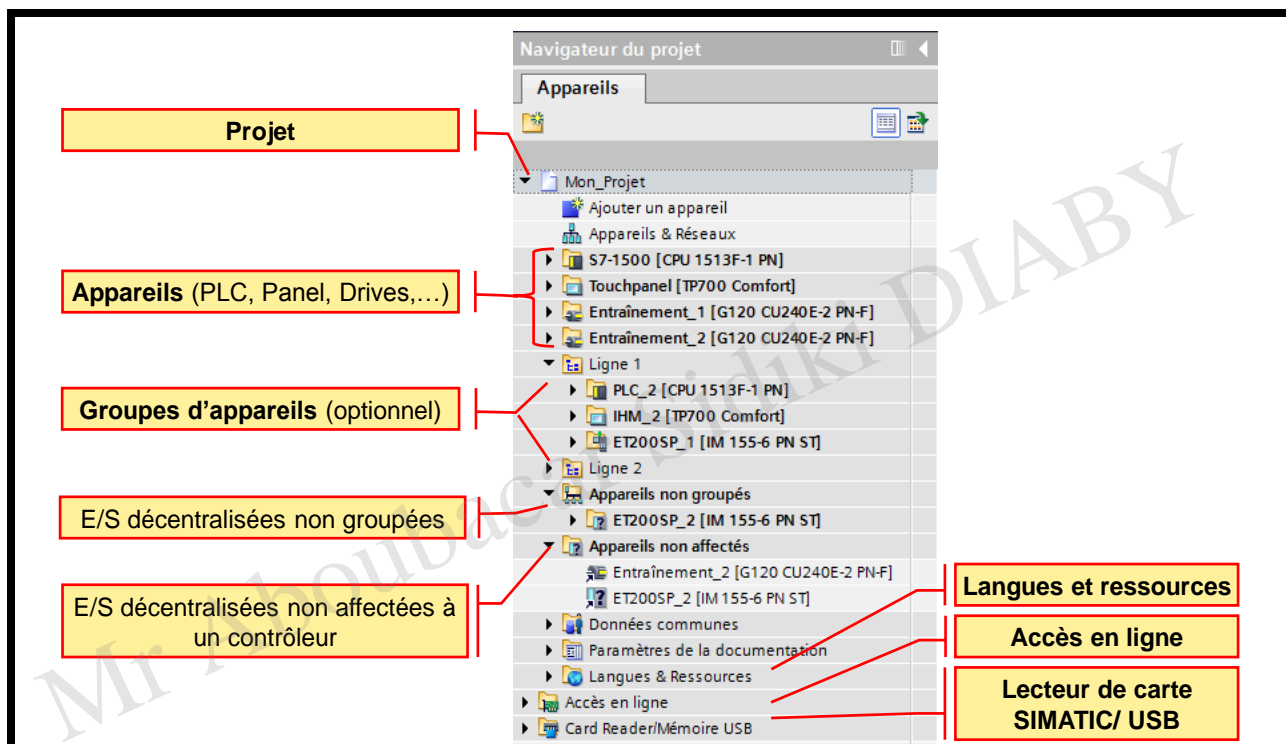 Navigateur du projet
Appareils
Projet
Mon_Projet
Ajouter un appareil
Appareils & Réseaux
Appareils (PLC, Panel, Drives,…)
S7-1500 [CPU 1513F-1 PN]
Touchpanel [TP700 Comfort]
Entraînement_1 [G120 CU240E-2 PN-F]
Entraînement_2 [G120 CU240E-2 PN-F]
Groupes d’appareils (optionnel)
Ligne 1
PLC_2 [CPU 1513F-1 PN]
IHM_2 [TP700 Comfort]
ET200SP_1 [IM 155-6 PN ST]
Ligne 2
E/S décentralisées non groupées
Appareils non groupés
ET200SP_2 [IM 155-6 PN ST]
E/S décentralisées non affectées à
un contrôleur
Appareils non affectés
Entraînement_2 [G120 CU240E-2 PN-F]
ET200SP_2 [IM 155-6 PN ST]
Données communes
Paramètres de la documentation
Langues & Ressources
Accès en ligne
Card Reader/Mémoire USB
Langues et ressources
Accès en ligne
Lecteur de carte
SIMATIC/ USB
Mr Aboubacar Sidiki DIABY